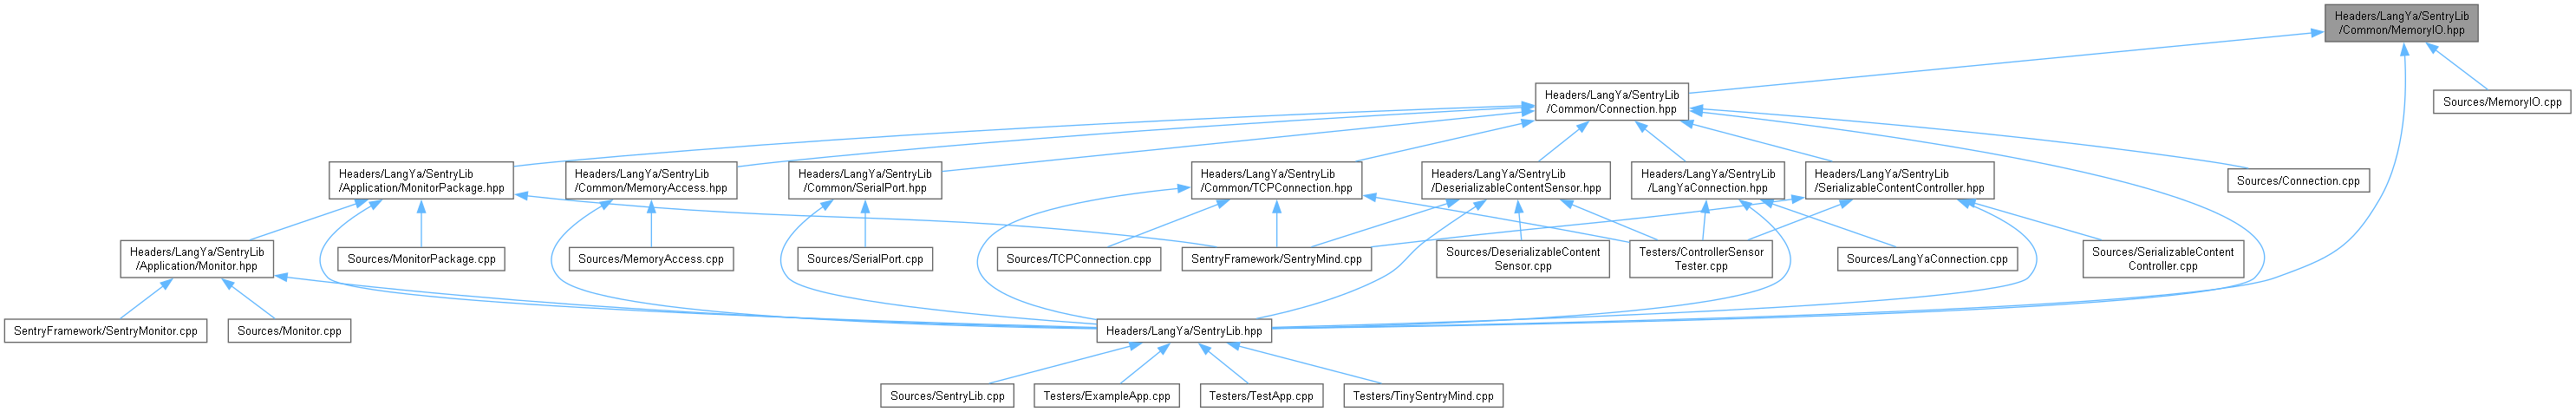 Headers/LangYa/SentryLib
/Common/MemoryIO.hpp
Headers/LangYa/SentryLib
/Common/Connection.hpp
Sources/MemoryIO.cpp
Headers/LangYa/SentryLib
/Application/MonitorPackage.hpp
Headers/LangYa/SentryLib
/Common/MemoryAccess.hpp
Headers/LangYa/SentryLib
/Common/SerialPort.hpp
Headers/LangYa/SentryLib
/Common/TCPConnection.hpp
Headers/LangYa/SentryLib
/DeserializableContentSensor.hpp
Headers/LangYa/SentryLib
/LangYaConnection.hpp
Headers/LangYa/SentryLib
/SerializableContentController.hpp
Sources/Connection.cpp
Headers/LangYa/SentryLib
/Application/Monitor.hpp
Sources/MonitorPackage.cpp
Sources/MemoryAccess.cpp
Sources/SerialPort.cpp
Sources/TCPConnection.cpp
SentryFramework/SentryMind.cpp
Sources/DeserializableContent
Sensor.cpp
Testers/ControllerSensor
Tester.cpp
Sources/LangYaConnection.cpp
Sources/SerializableContent
Controller.cpp
SentryFramework/SentryMonitor.cpp
Sources/Monitor.cpp
Headers/LangYa/SentryLib.hpp
Sources/SentryLib.cpp
Testers/ExampleApp.cpp
Testers/TestApp.cpp
Testers/TinySentryMind.cpp